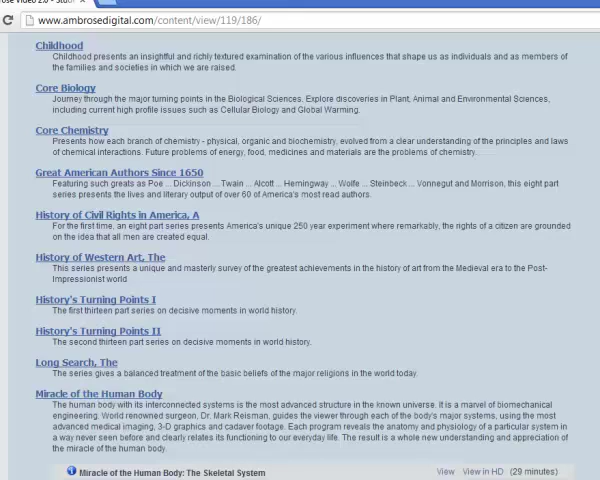 www.ambrosedigital.com/content/view/119/186/
Childhood
Childhood presents an insightful and richly textured examination of the various influences that shape us as individuals and as members of
the families and societies in which we are raised.
Core Biology
Journey through the major turning points in the Biological Sciences. Explore discoveries in Plant, Animal and Environmental Sciences,
including current high profile issues such as Cellular Biology and Global Warming.
Core Chemistry
Presents how each branch of chemistry - physical, organic and biochemistry, evolved from a clear understanding of the principles and laws
of chemical interactions. Future problems of energy, food, medicines and materials are the problems of chemistry.
Great American Authors Since 1650
Featuring such greats as Poe ... Dickinson ... Twain ... Alcott ... Hemingway ... Wolfe ... Steinbeck ... Vonnegut and Morrison, this eight part
series presents the lives and literary output of over 60 of America's most read authors.
History of Civil Rights in America, A
For the first time, an eight part series presents America's unique 250 year experiment where remarkably, the rights of a citizen are grounded
on the idea that all men are created equal.
History of Western Art, The
This series presents a unique and masterly survey of the greatest achievements in the history of art from the Medieval era to the Post-
Impressionist world
History's Turning Points I
The first thirteen part series on decisive moments in world history.
History's Turning Points II
The second thirteen part series on decisive moments in world history.
Long Search, The
The series gives a balanced treatment of the basic beliefs of the major religions in the world today.
Miracle of the Human Body
The human body with its interconnected systems is the most advanced structure in the known universe. It is a marvel of biomechanical
engineering. World renowned surgeon, Dr. Mark Reisman, guides the viewer through each of the body's major systems, using the most
advanced medical imaging, 3-D graphics and cadaver footage. Each program reveals the anatomy and physiology of a particular system in
a way never seen before and clearly relates its functioning to our everyday life. The result is a whole new understanding and appreciation of
the miracle of the human body.
Miracle of the Human Body: The Skeletal System View View in HD (29 minutes)